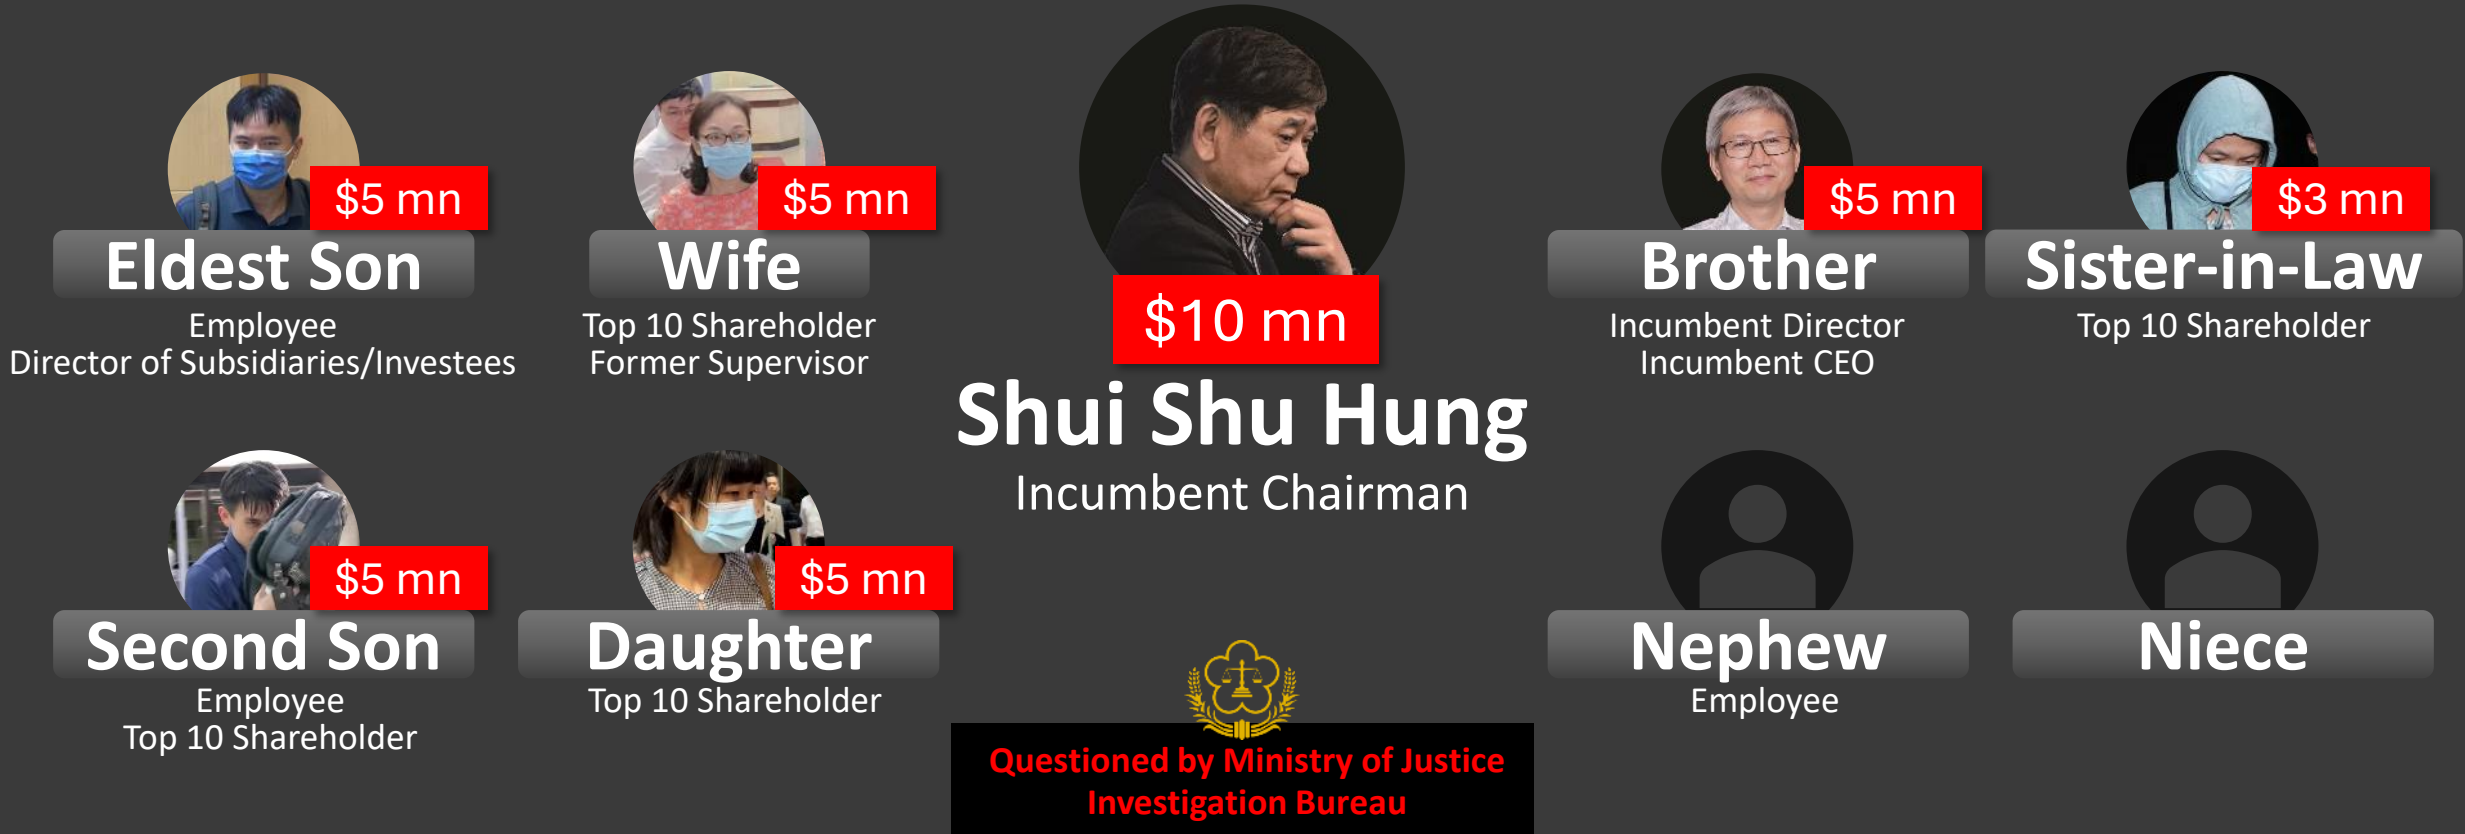 $5 mn
Eldest Son
Employee
Director of Subsidiaries/Investees
$5 mn
Wife
Top 10 Shareholder
Former Supervisor
$10 mn
Shui Shu Hung
Incumbent Chairman
$5 mn
Brother
Incumbent Director
Incumbent CEO
$3 mn
Sister-in-Law
Top 10 Shareholder
$5 mn
Second Son
Employee
Top 10 Shareholder
$5 mn
Daughter
Top 10 Shareholder
Questioned by Ministry of Justice
Investigation Bureau
Nephew
Employee
Niece